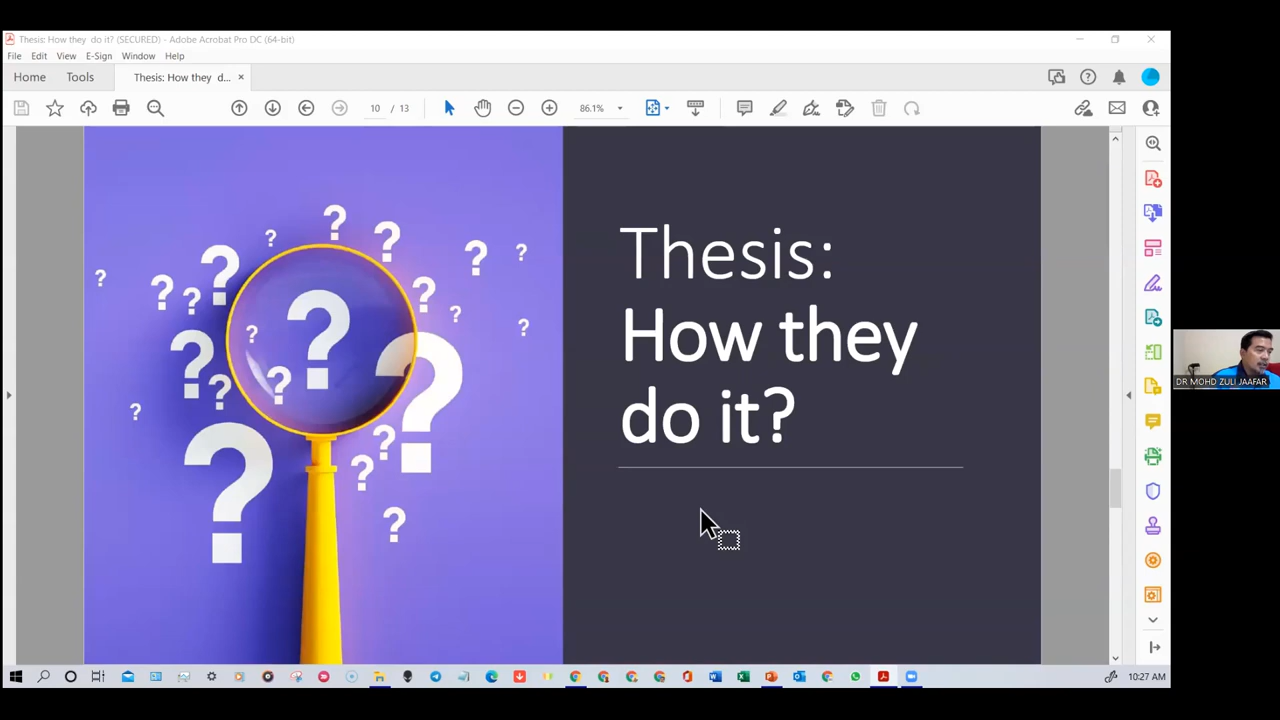 Thesis: How they  do it? (SECURED) - Adobe Acrobat Pro DC (64-bit)
File Edit View E-Sign Window Help
Home Tools Thesis: How they d... ×
10 / 13 86.1%
? ? ? ? ? ? ? ? ? ? ? ? ? ? ? ? ? ? ? ? ? ? ? ?
Thesis:
How they
do it?
DR MOHD ZULI JAAFAR
10:27 AM